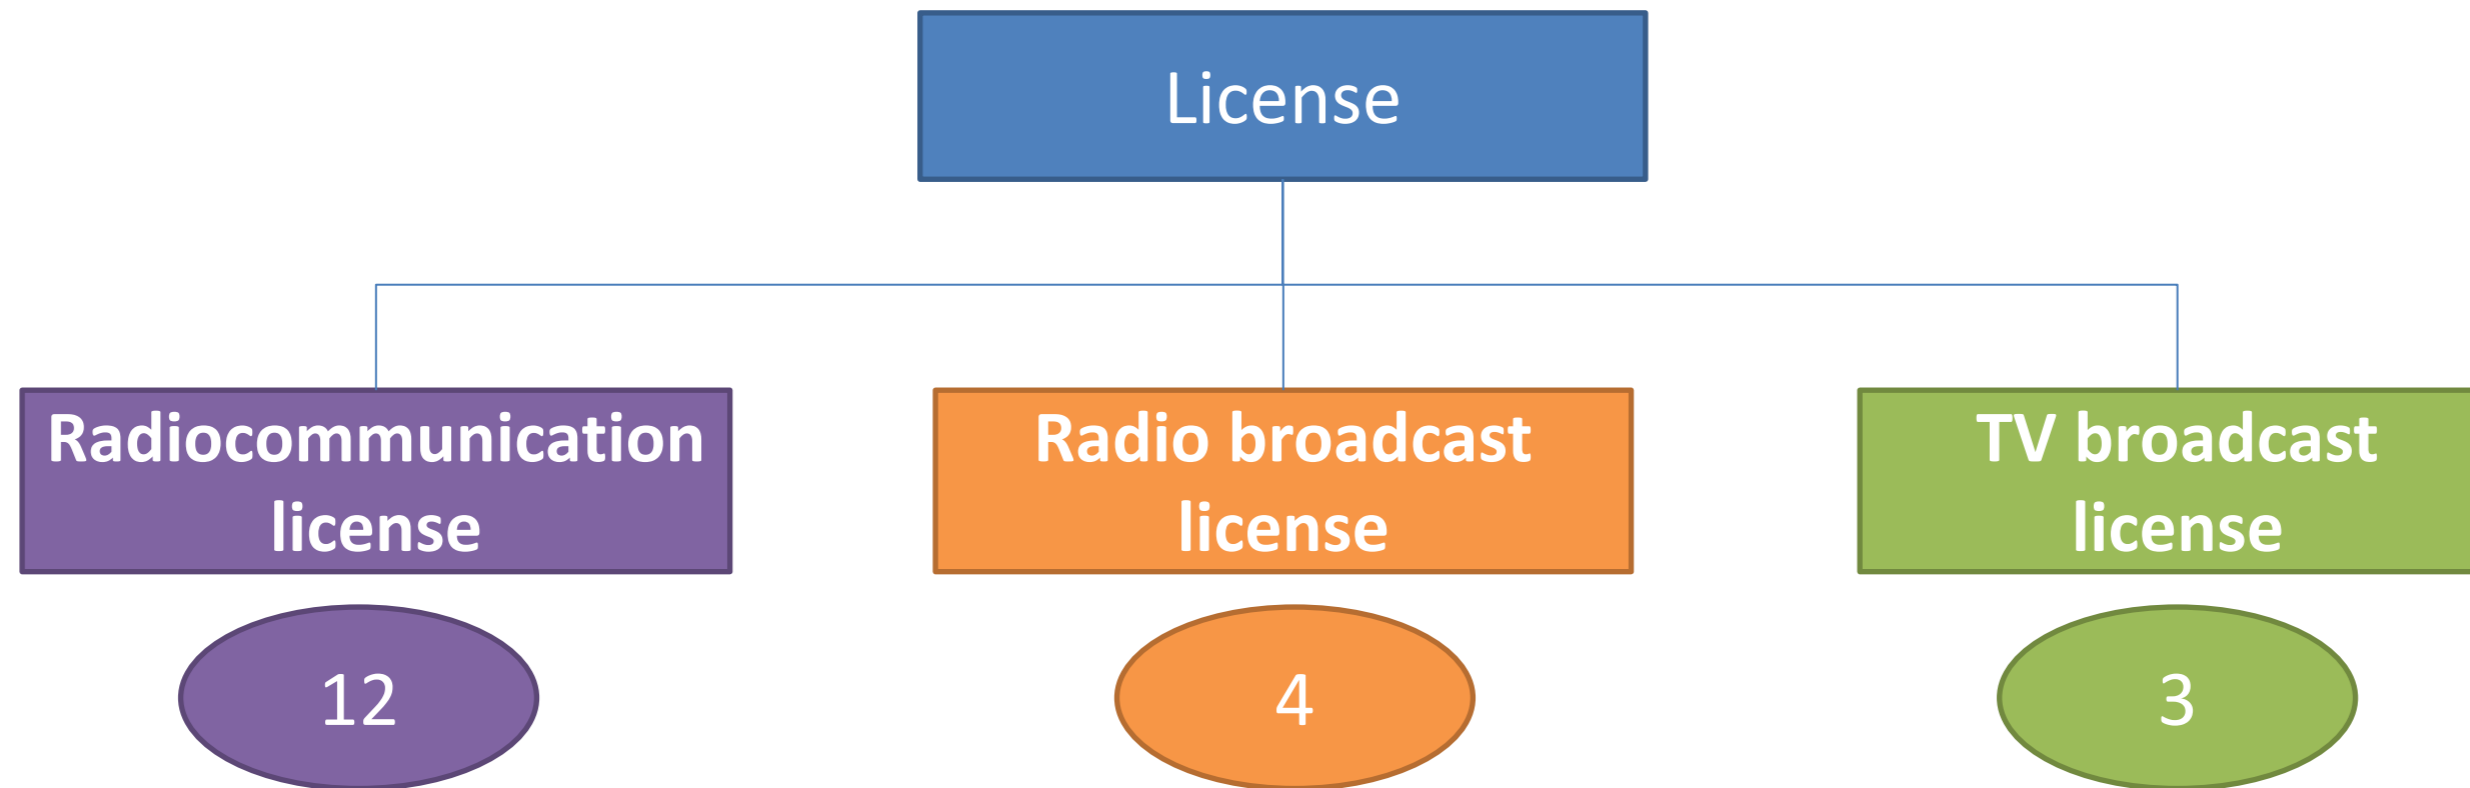 License
Radiocommunication
license
Radio broadcast
license
TV broadcast
license
12
4
3